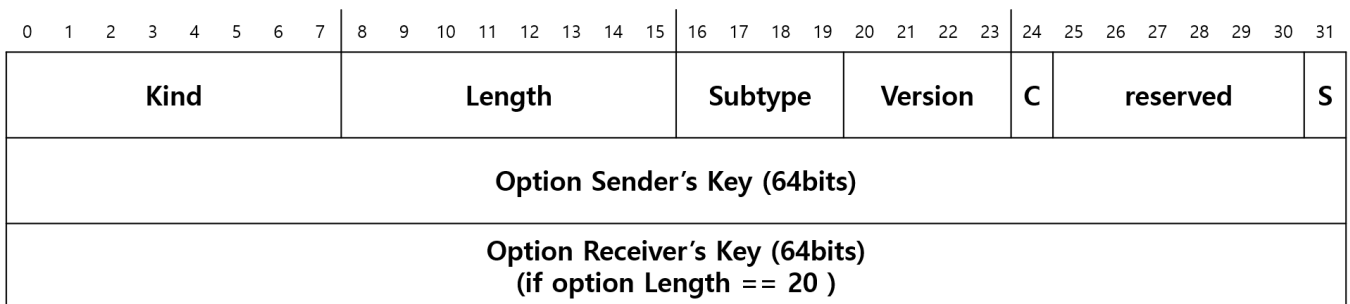 0 1 2 3 4 5 6 7 8 9 10 11 12 13 14 15 16 17 18 19 20 21 22 23 24 25 26 27 28 29 30 31
Kind Length Subtype Version C reserved S
Option Sender’s Key (64bits)
Option Receiver’s Key (64bits)
(if option Length == 20 )